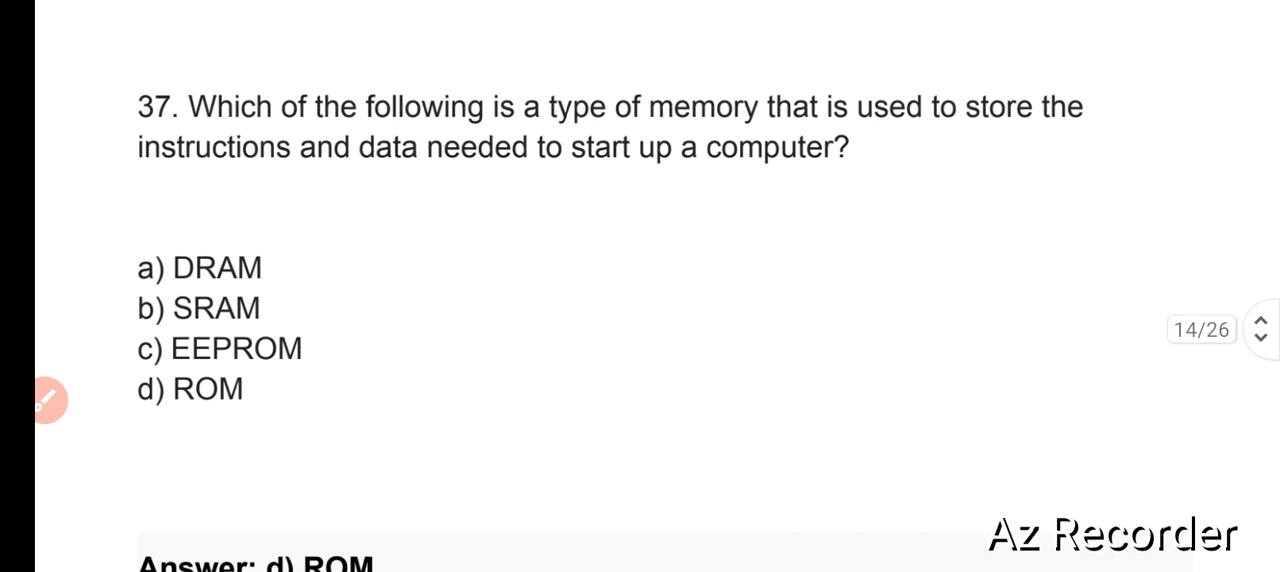 37. Which of the following is a type of memory that is used to store the
instructions and data needed to start up a computer?
a) DRAM
b) SRAM
c) EEPROM
d) ROM
14/26
Az Recorder
Answer: d) ROM